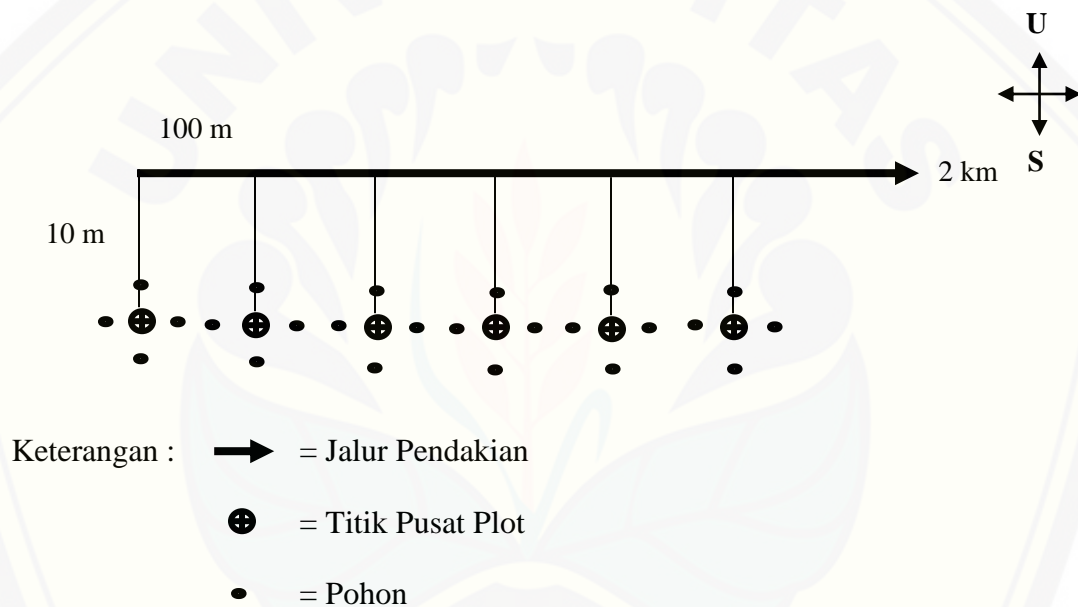 U
100 m
2 km
S
10 m
Keterangan :
= Jalur Pendakian
= Titik Pusat Plot
= Pohon